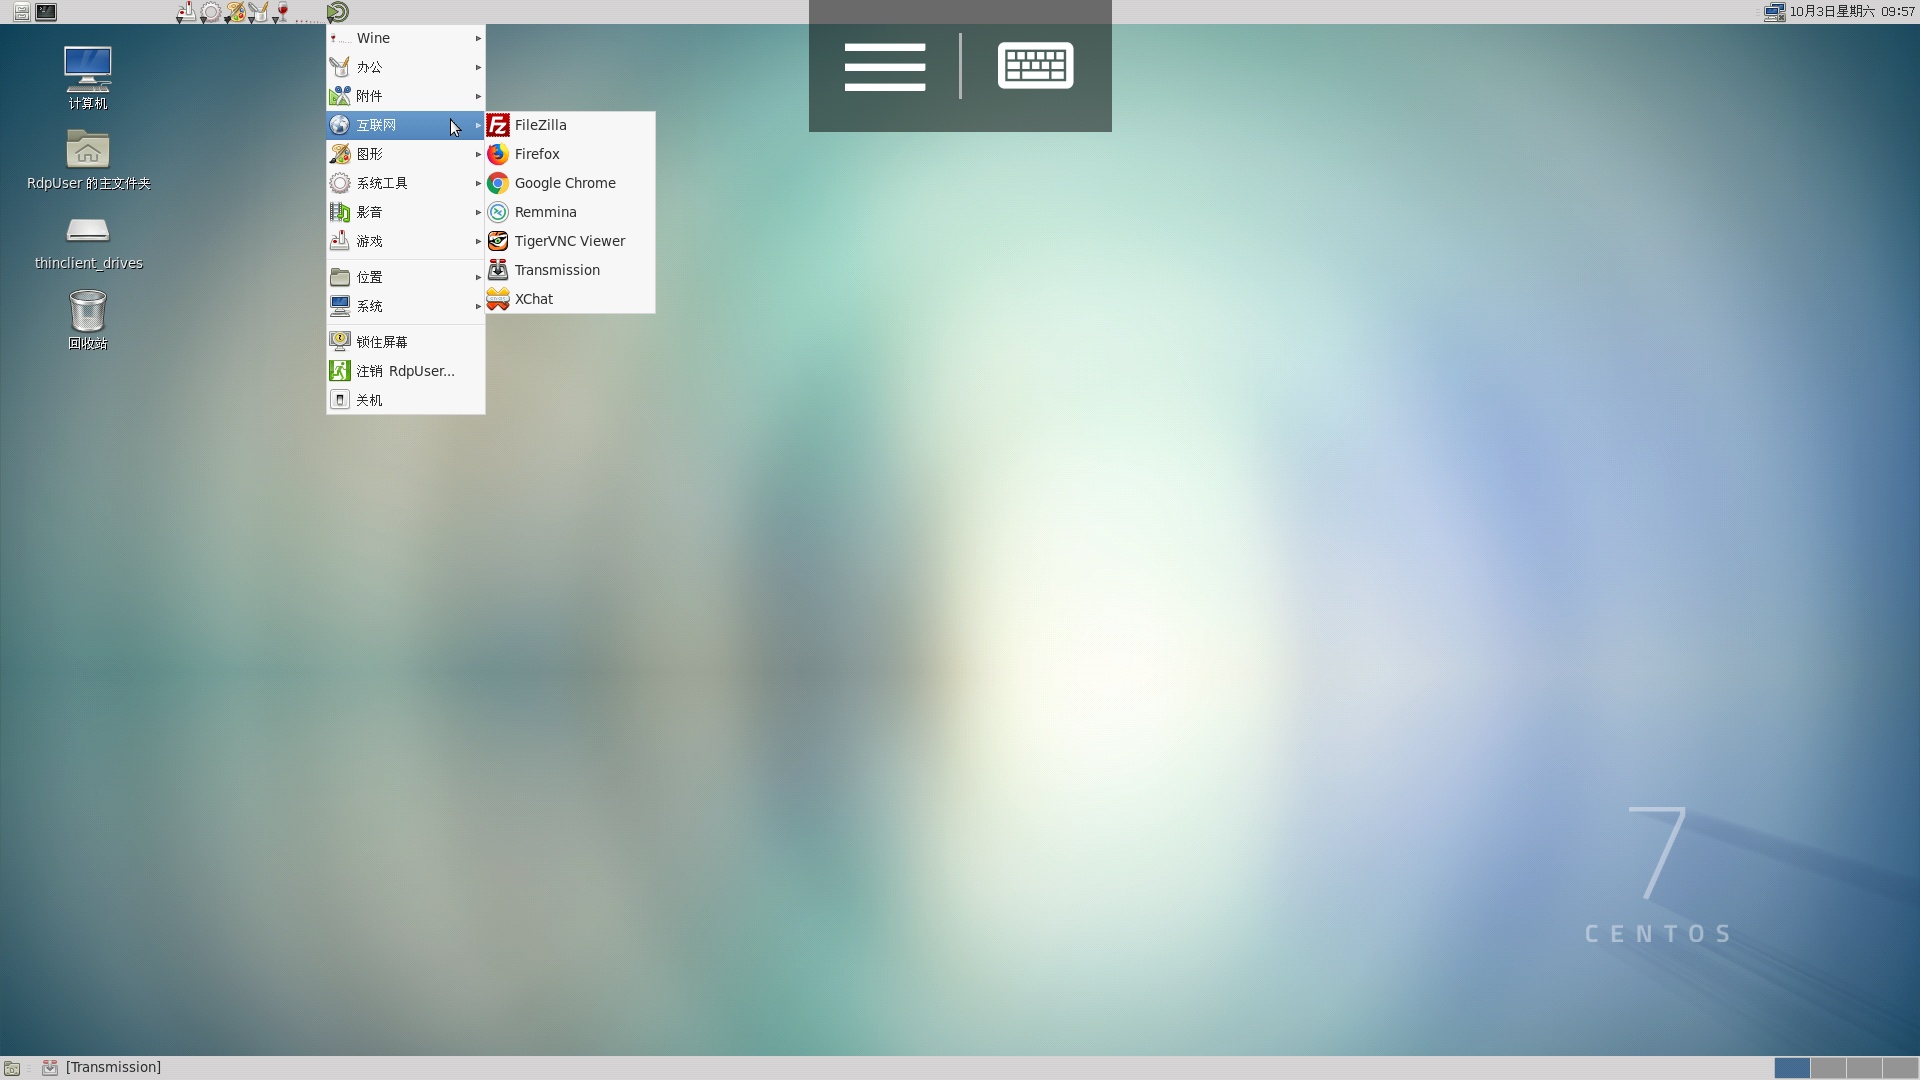 10月3日星期六 09:57
计算机
RdpUser 的主文件夹
thinclient_drives
回收站
Wine
办公
附件
互联网
图形
系统工具
影音
游戏
位置
系统
锁住屏幕
注销 RdpUser...
关机
FileZilla
Firefox
Google Chrome
Remmina
TigerVNC Viewer
Transmission
XChat
7
CENTOS
[Transmission]